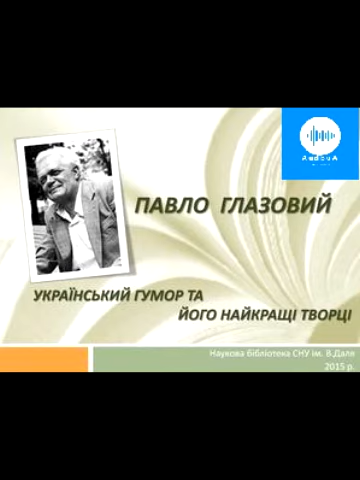 ПАВЛО ГЛАЗОВИЙ
УКРАЇНСЬКИЙ ГУМОР ТА
ЙОГО НАЙКРАЩІ ТВОРЦІ
Наукова бібліотека СНУ ім. В.Даля
2015 р.